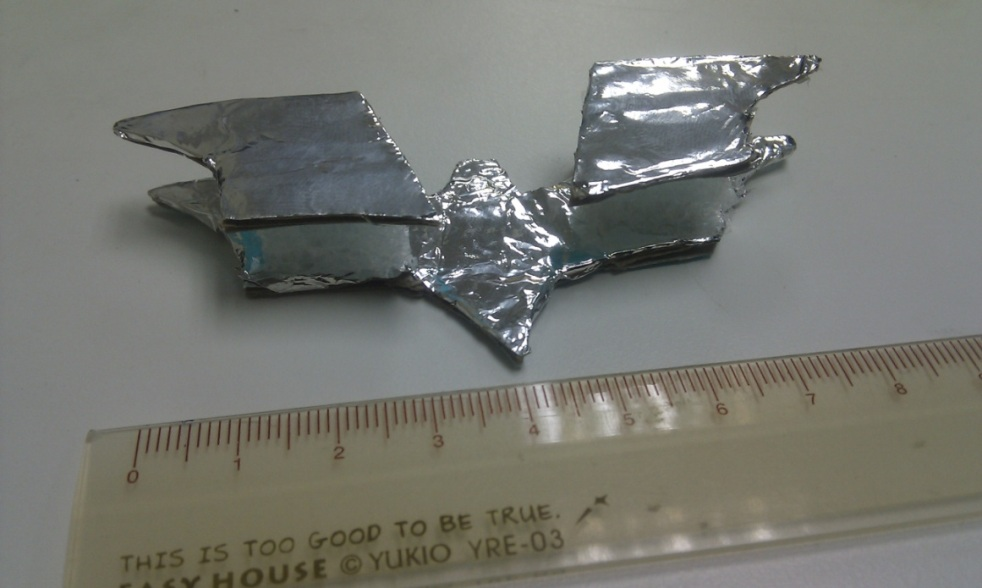 0 1 2 3 4 5 6 7 8
THIS IS TOO GOOD TO BE TRUE.
EASY HOUSE © YUKIO YRE-03